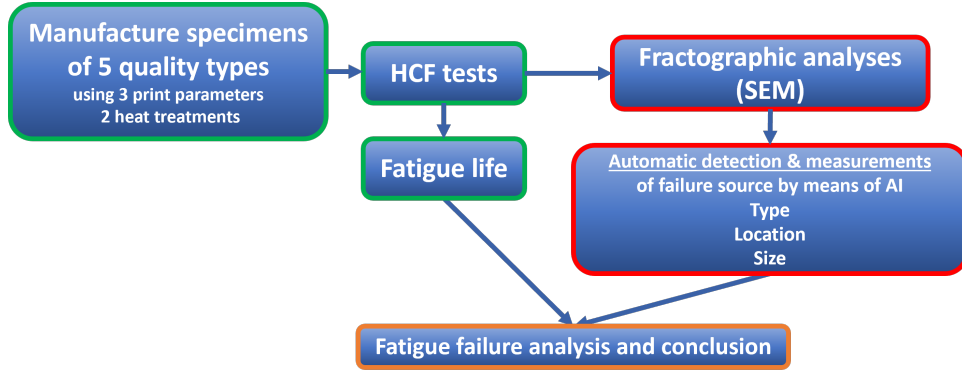 Manufacture specimens
of 5 quality types
using 3 print parameters
2 heat treatments
HCF tests
Fractographic analyses
(SEM)
Fatigue life
Automatic detection & measurements
of failure source by means of AI
Type
Location
Size
Fatigue failure analysis and conclusion